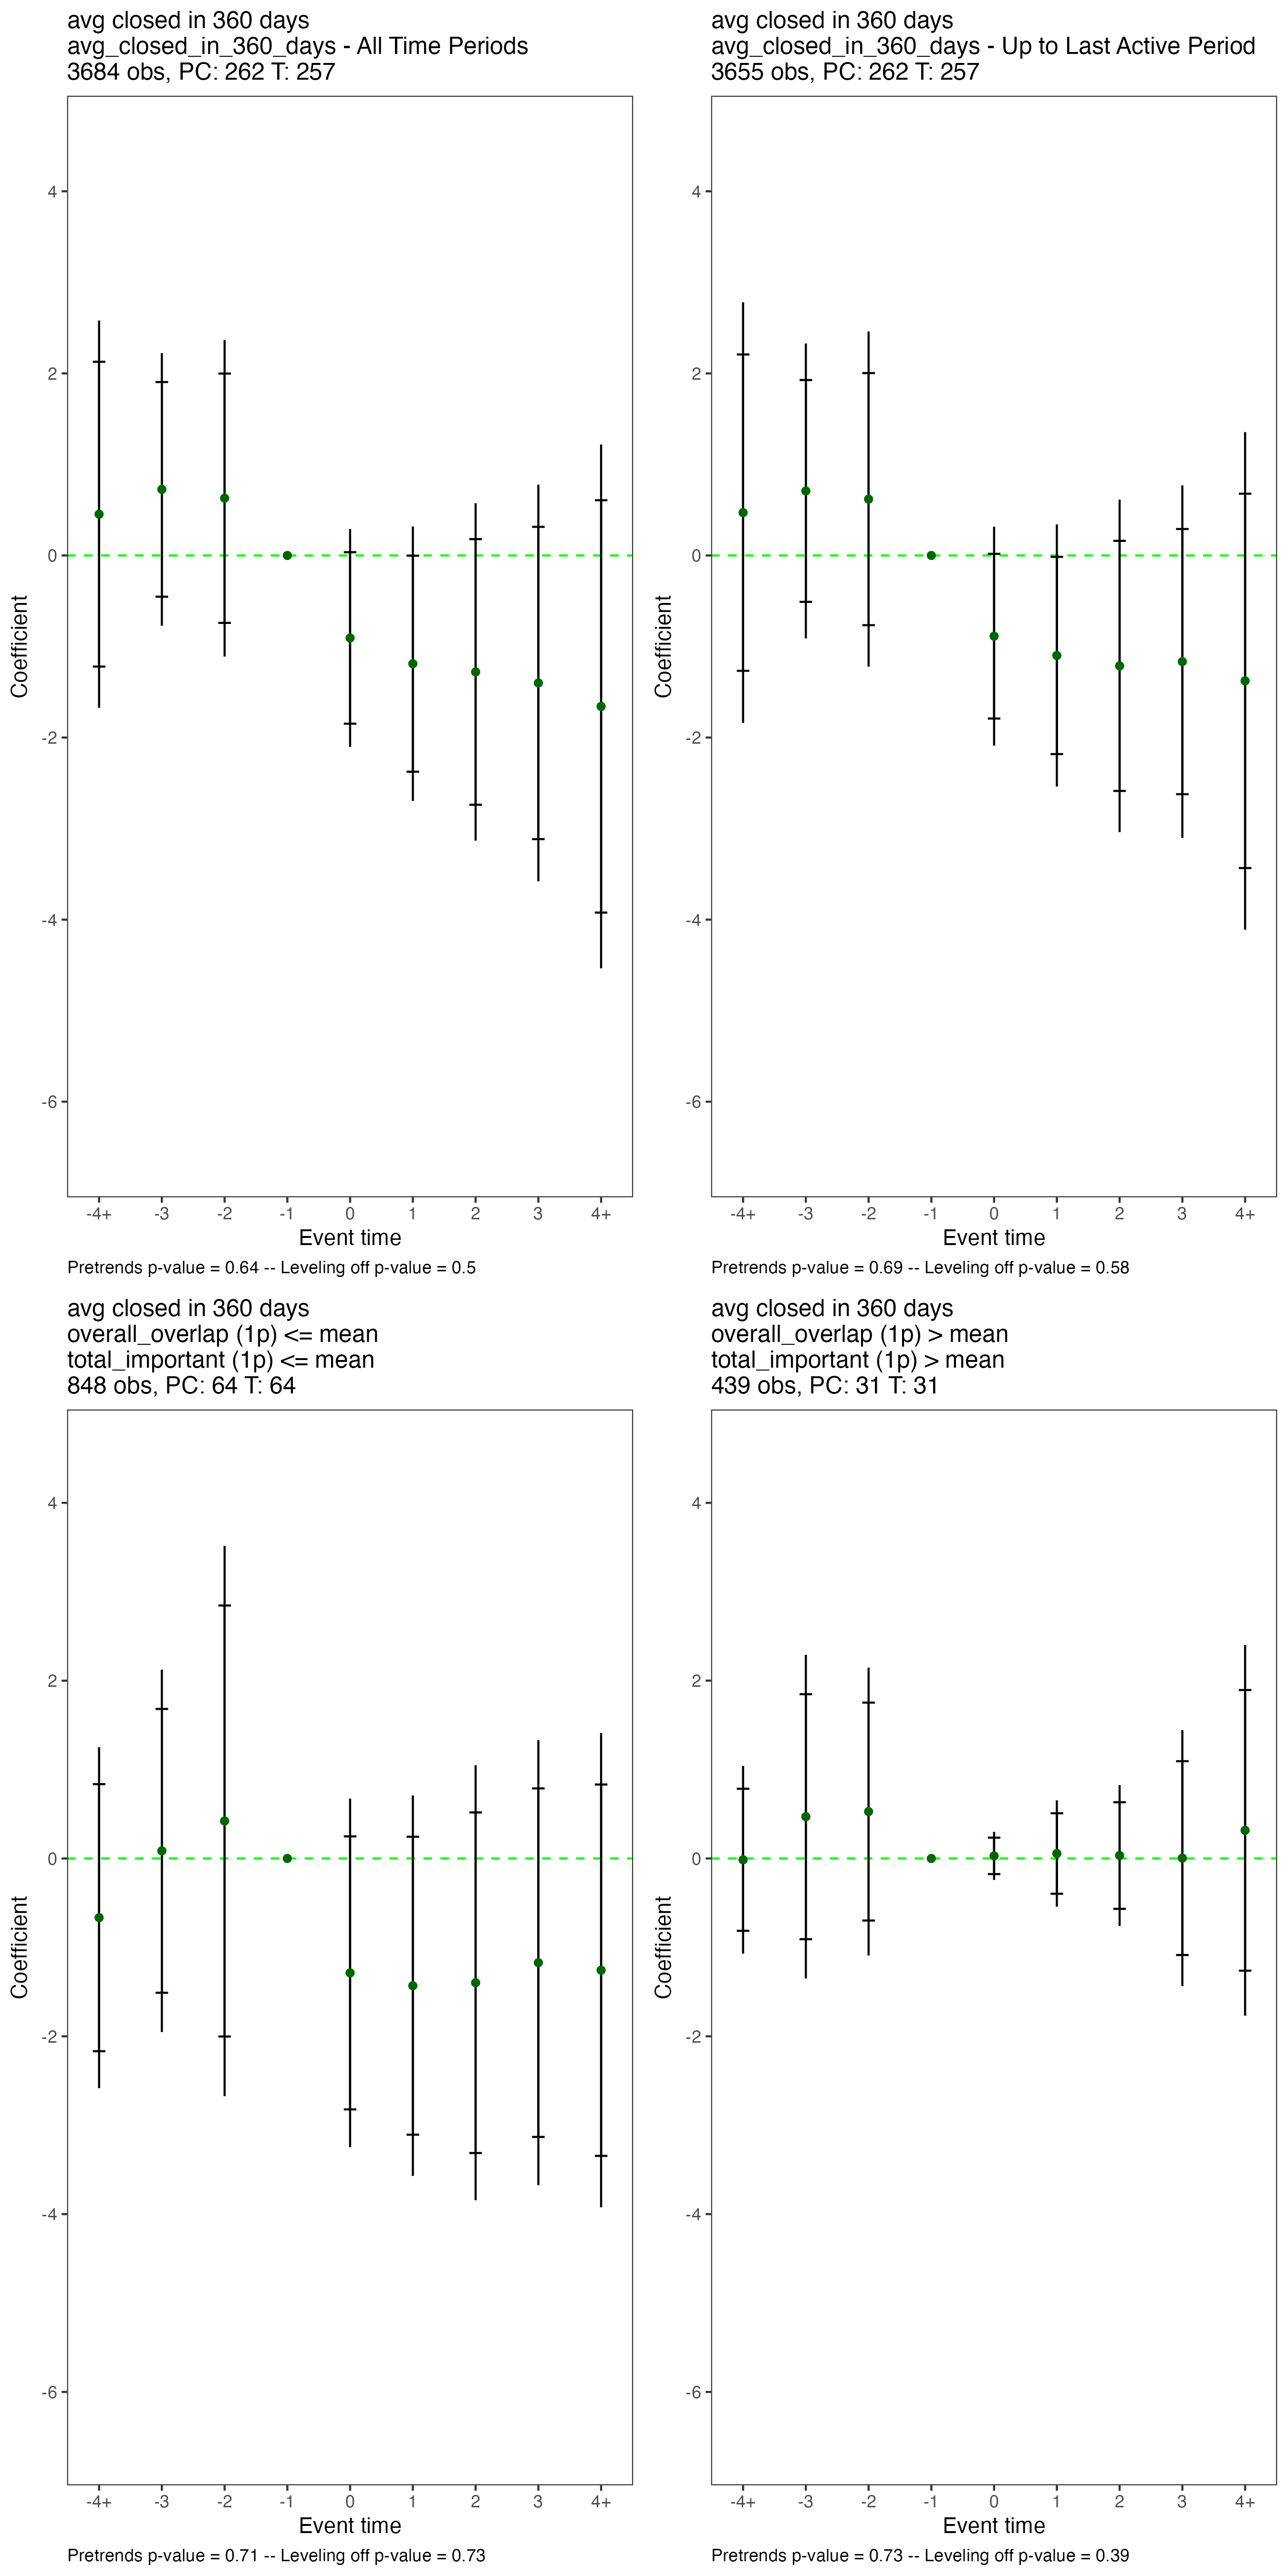 avg closed in 360 days
avg_closed_in_360_days - All Time Periods
3684 obs, PC: 262 T: 257
4
2
0
-2
-4
-6
Coefficient
-4+ -3 -2 -1 0 1 2 3 4+
Event time
Pretrends p-value = 0.64 -- Leveling off p-value = 0.5
avg closed in 360 days
avg_closed_in_360_days - Up to Last Active Period
3655 obs, PC: 262 T: 257
4
2
0
-2
-4
-6
Coefficient
-4+ -3 -2 -1 0 1 2 3 4+
Event time
Pretrends p-value = 0.69 -- Leveling off p-value = 0.58
avg closed in 360 days
overall_overlap (1p) <= mean
total_important (1p) <= mean
848 obs, PC: 64 T: 64
4
2
0
-2
-4
-6
Coefficient
-4+ -3 -2 -1 0 1 2 3 4+
Event time
Pretrends p-value = 0.71 -- Leveling off p-value = 0.73
avg closed in 360 days
overall_overlap (1p) > mean
total_important (1p) > mean
439 obs, PC: 31 T: 31
4
2
0
-2
-4
-6
Coefficient
-4+ -3 -2 -1 0 1 2 3 4+
Event time
Pretrends p-value = 0.73 -- Leveling off p-value = 0.39